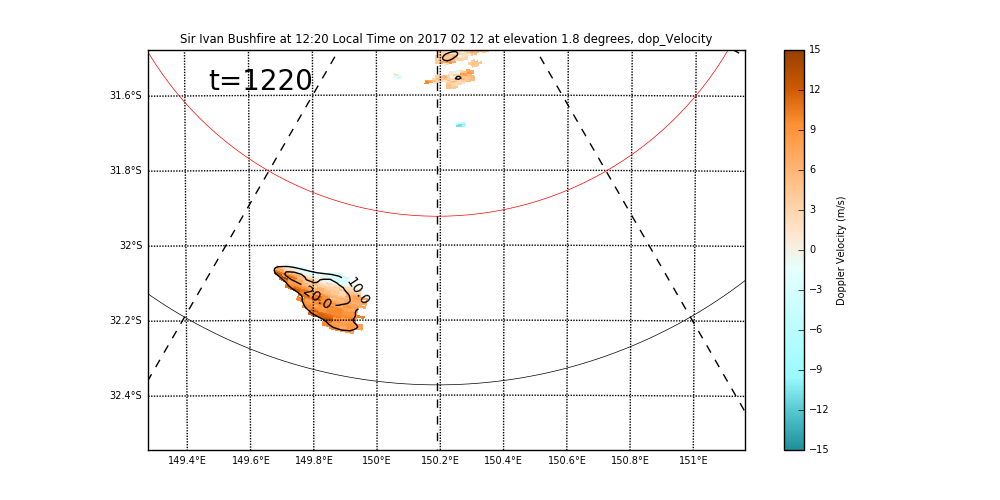 Sir Ivan Bushfire at 12:20 Local Time on 2017 02 12 at elevation 1.8 degrees, dop_Velocity
t=1220
31.6°S
31.8°S
32°S
32.2°S
32.4°S
20.0
10.0
149.4°E 149.6°E 149.8°E 150°E 150.2°E 150.4°E 150.6°E 150.8°E 151°E
15
12
9
6
3
0
−3
−6
−9
−12
−15
Doppler Velocity (m/s)